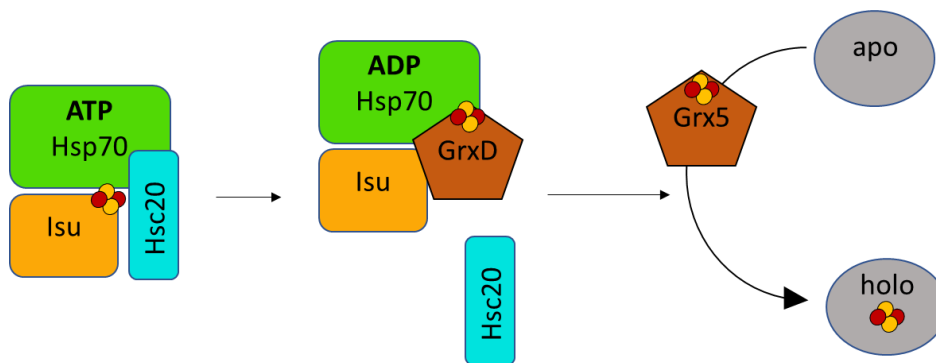 ATP
Hsp70
Isu
Hsc20
ADP
Hsp70
GrxD
Isu
Hsc20
Grx5
apo
holo